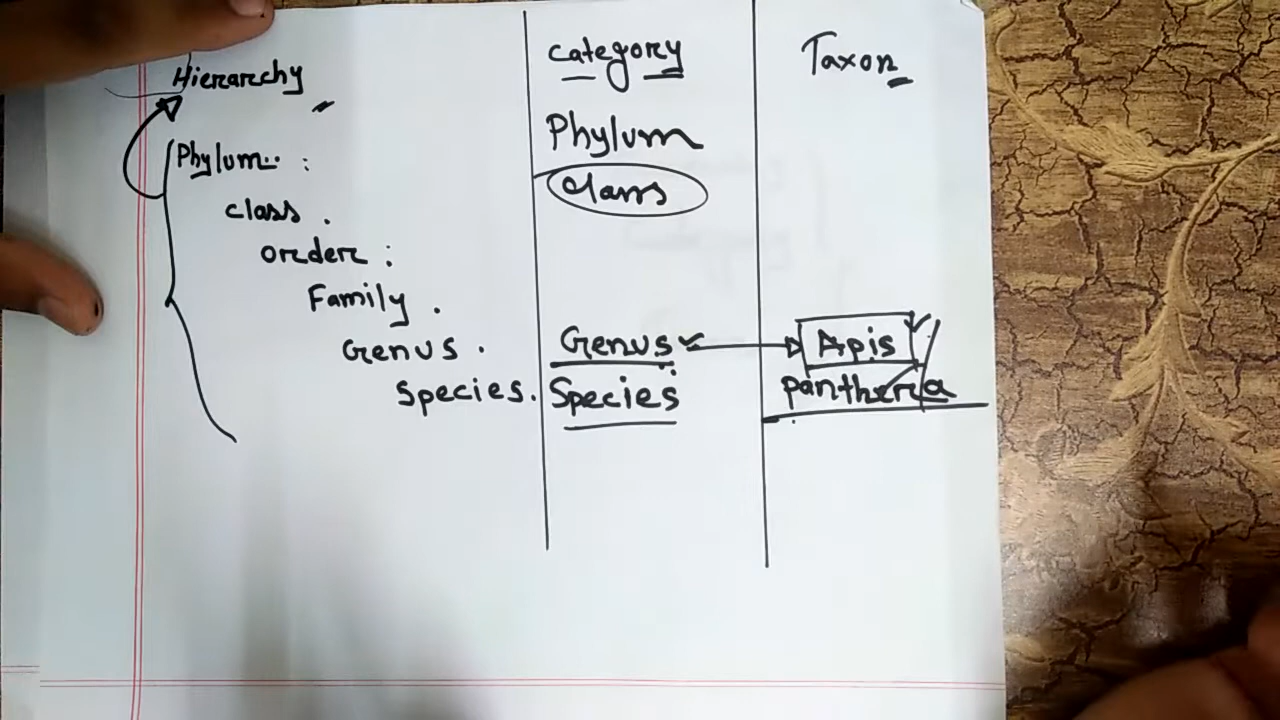 Hierarchy
Phylum :
class .
order :
Family .
Genus .
Species .
Category
Phylum
class
Genus
Species
Taxon
Apis
panthera